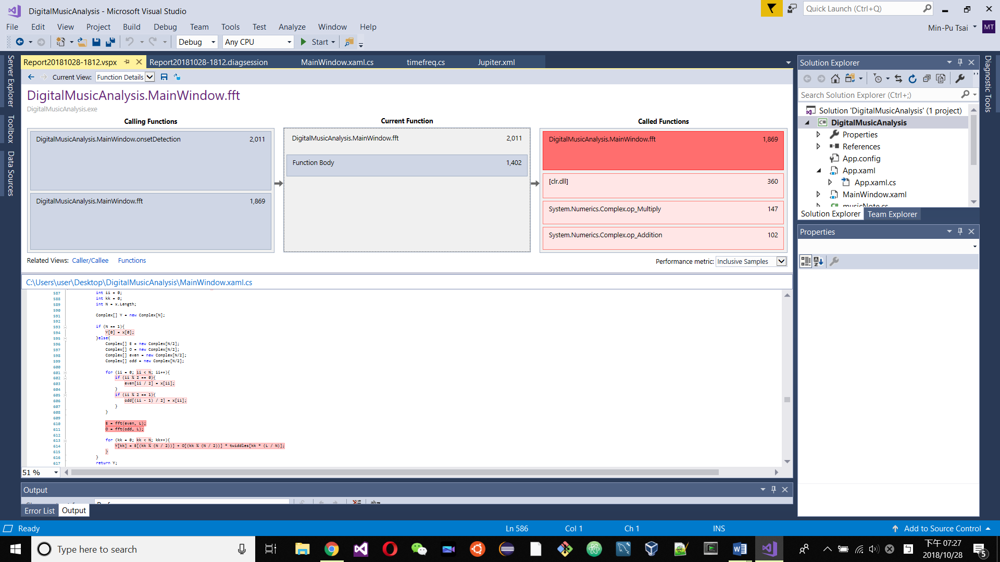 DigitalMusicAnalysis - Microsoft Visual Studio
Quick Launch (Ctrl+Q)
File Edit View Project Build Debug Team Tools Test Analyze Window Help
Min-Pu Tsai MT
Debug Any CPU Start
Server Explorer
Toolbox
Data Sources
Report20181028-1812.vspx Report20181028-1812.diagsession MainWindow.xaml.cs timefreq.cs Jupiter.xml
Current View: Function Details
DigitalMusicAnalysis.MainWindow.fft
DigitalMusicAnalysis.exe
Calling Functions Current Function Called Functions
DigitalMusicAnalysis.MainWindow.onsetDetection 2,011
DigitalMusicAnalysis.MainWindow.fft 1,869
DigitalMusicAnalysis.MainWindow.fft 2,011
Function Body 1,402
DigitalMusicAnalysis.MainWindow.fft 1,869
[clr.dll] 360
System.Numerics.Complex.op_Multiply 147
System.Numerics.Complex.op_Addition 102
Related Views: Caller/Callee Functions
Performance metric: Inclusive Samples
C:\Users\user\Desktop\DigitalMusicAnalysis\MainWindow.xaml.cs
587 int ii = 0;
588 int kk = 0;
589 int N = x.Length;
590
591 Complex[] Y = new Complex[N];
592
593 if (N == 1){
594 Y[0] = x[0];
595 }else{
596 Complex[] E = new Complex[N/2];
597 Complex[] O = new Complex[N/2];
598 Complex[] even = new Complex[N/2];
599 Complex[] odd = new Complex[N/2];
600
601 for (ii = 0; ii < N; ii++){
602 if (ii % 2 == 0){
603 even[ii / 2] = x[ii];
604 }
605 if (ii % 2 == 1){
606 odd[(ii - 1) / 2] = x[ii];
607 }
608 }
609
610 E = fft(even, L);
611 O = fft(odd, L);
612
613 for (kk = 0; kk < N; kk++){
614 Y[kk] = E[(kk % (N / 2))] + O[(kk % (N / 2))] * twiddles[kk * (L / N)];
615 }
616 }
617 return Y;
51 %
Output
Error List Output
Solution Explorer
Search Solution Explorer (Ctrl+;)
Solution 'DigitalMusicAnalysis' (1 project)
C# DigitalMusicAnalysis
Properties
References
App.config
App.xaml
App.xaml.cs
MainWindow.xaml
musicNote.cs
Solution Explorer Team Explorer
Properties
Diagnostic Tools
Ready Ln 586 Col 1 Ch 1 INS Add to Source Control
Type here to search
下午 07:27
2018/10/28
5